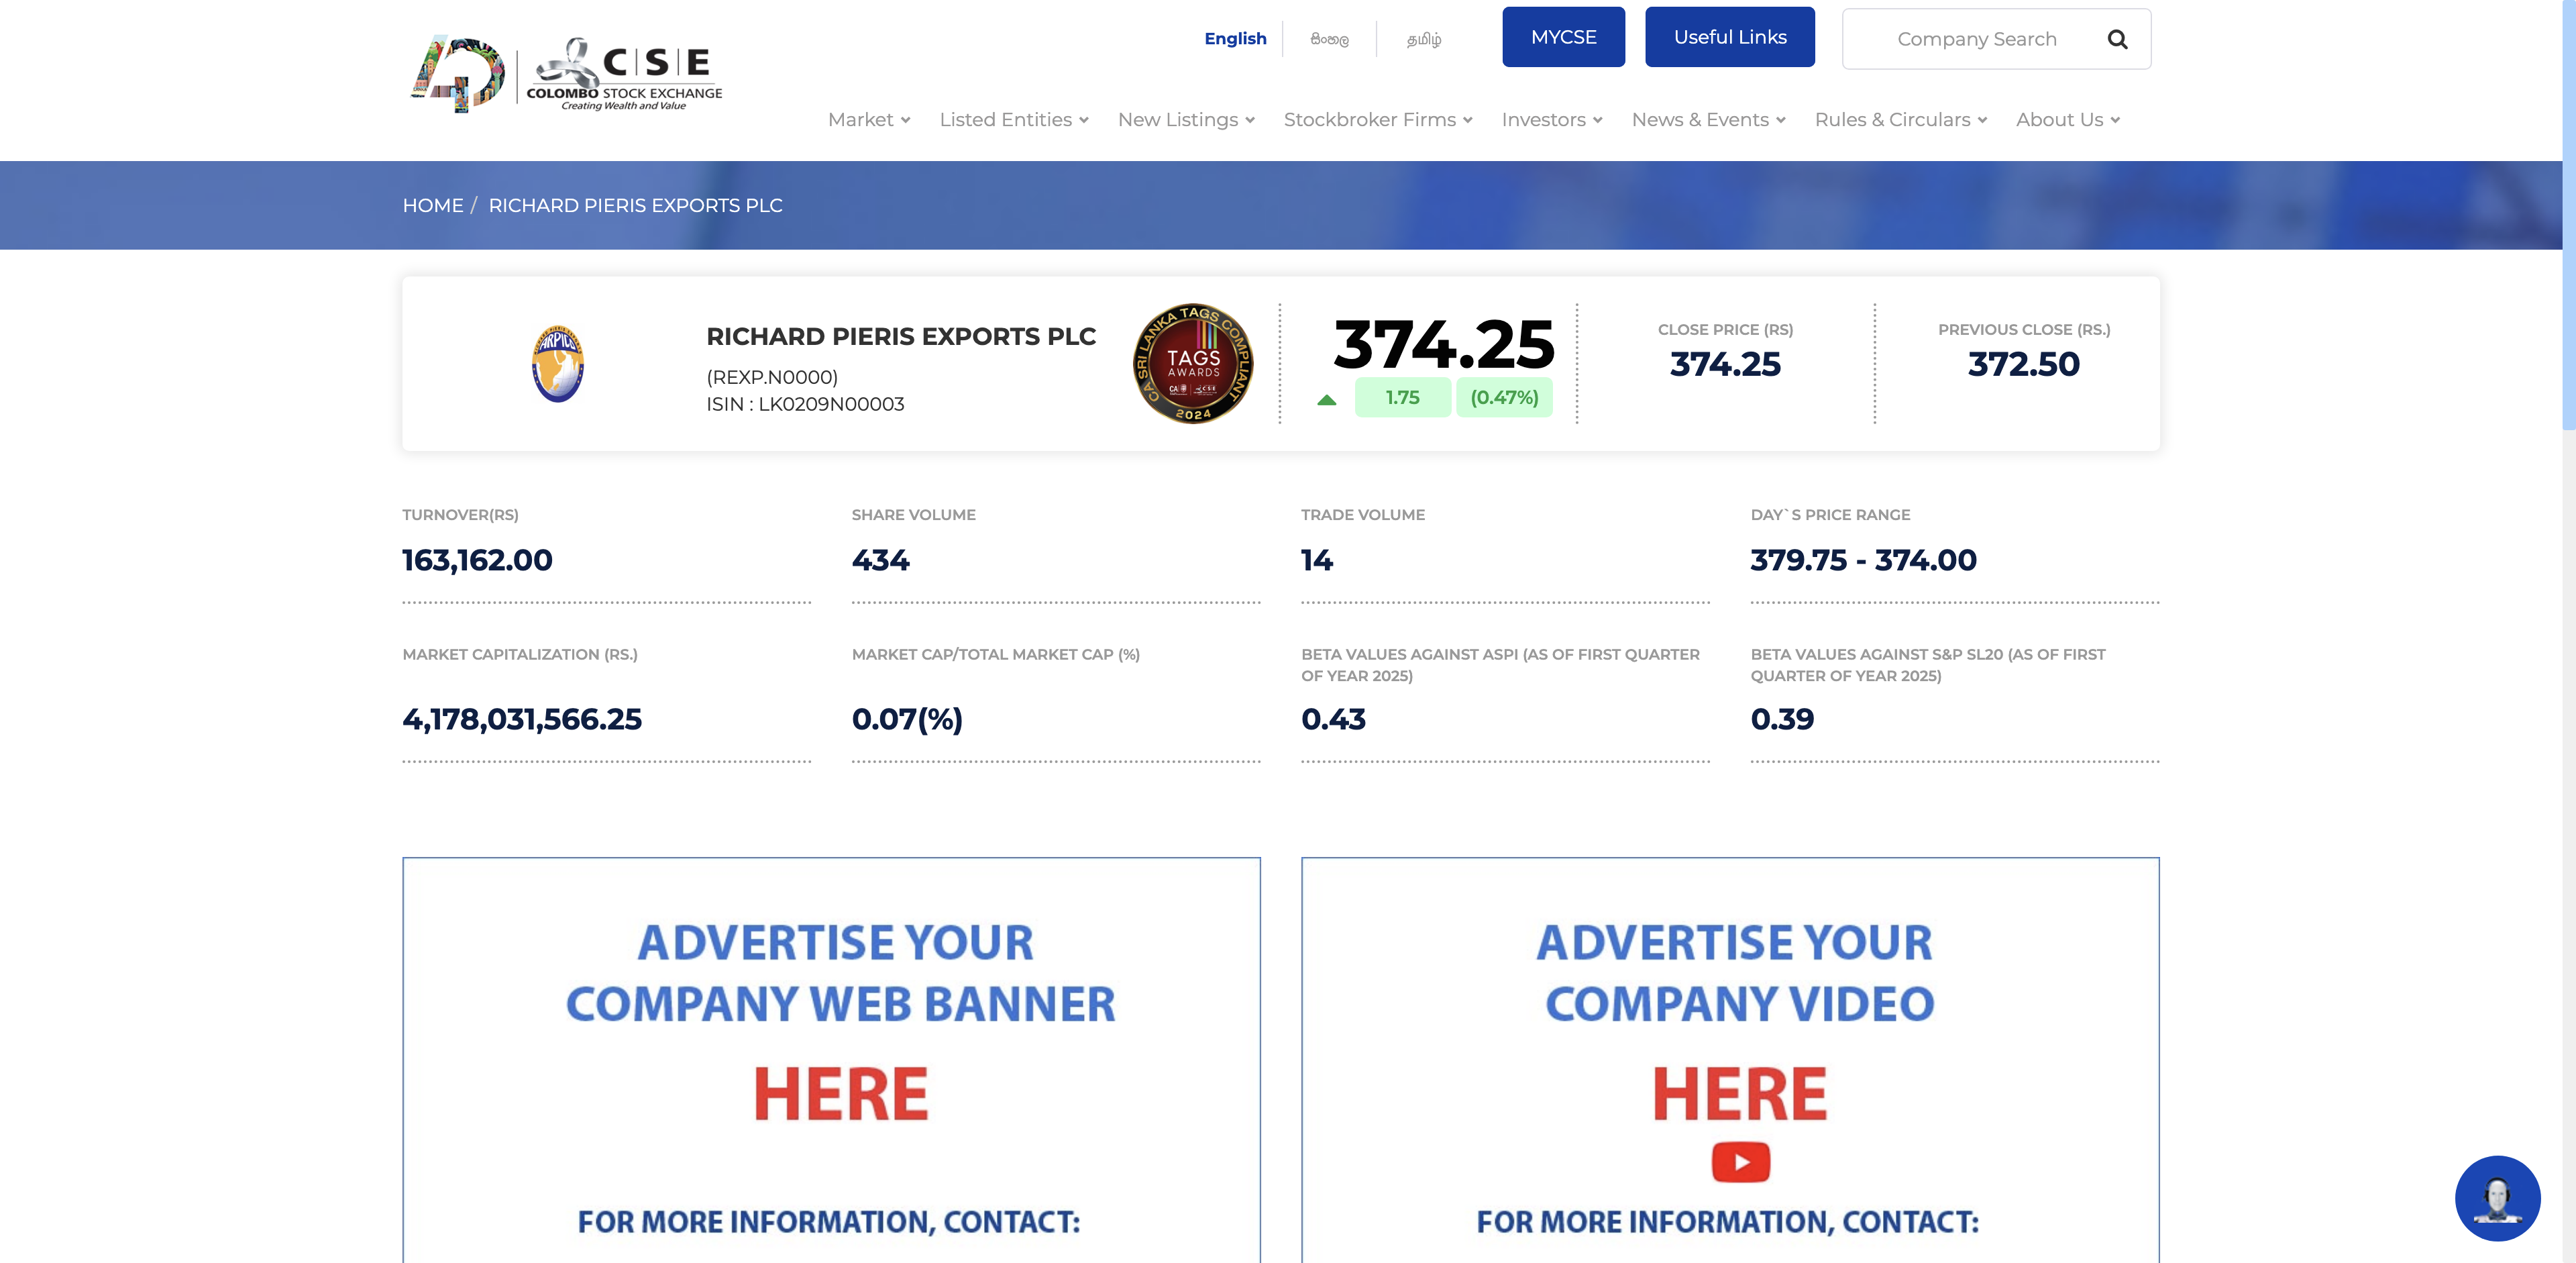 English
සිංහල
தமிழ்
MYCSE
Useful Links
Company Search
40
C|S|E
COLOMBO STOCK EXCHANGE
Creating Wealth and Value
Market
Listed Entities
New Listings
Stockbroker Firms
Investors
News & Events
Rules & Circulars
About Us
HOME / RICHARD PIERIS EXPORTS PLC
ARPICO
RICHARD PIERIS EXPORTS PLC
(REXP.N0000)
ISIN : LK0209N00003
CA SRI LANKA TAGS COMPLIANT
TAGS
AWARDS
2024
374.25
1.75
(0.47%)
CLOSE PRICE (RS)
374.25
PREVIOUS CLOSE (RS.)
372.50
TURNOVER(RS)
163,162.00
SHARE VOLUME
434
TRADE VOLUME
14
DAY`S PRICE RANGE
379.75 - 374.00
MARKET CAPITALIZATION (RS.)
4,178,031,566.25
MARKET CAP/TOTAL MARKET CAP (%)
0.07(%)
BETA VALUES AGAINST ASPI (AS OF FIRST QUARTER
OF YEAR 2025)
0.43
BETA VALUES AGAINST S&P SL20 (AS OF FIRST
QUARTER OF YEAR 2025)
0.39
ADVERTISE YOUR
COMPANY WEB BANNER
HERE
FOR MORE INFORMATION, CONTACT:
ADVERTISE YOUR
COMPANY VIDEO
HERE
FOR MORE INFORMATION, CONTACT: